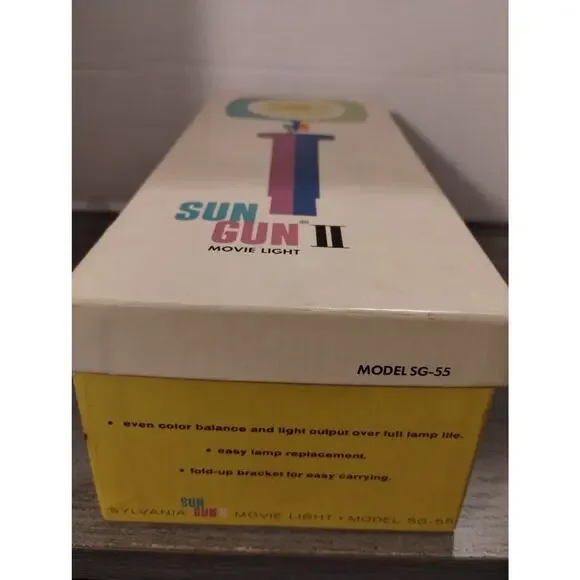 SUN
GUN® II
MOVIE LIGHT
MODEL SG-55
• even color balance and light output over full lamp life.
• easy lamp replacement.
• fold-up bracket for easy carrying.
SYLVANIA SUN GUN II MOVIE LIGHT • MODEL SG-55